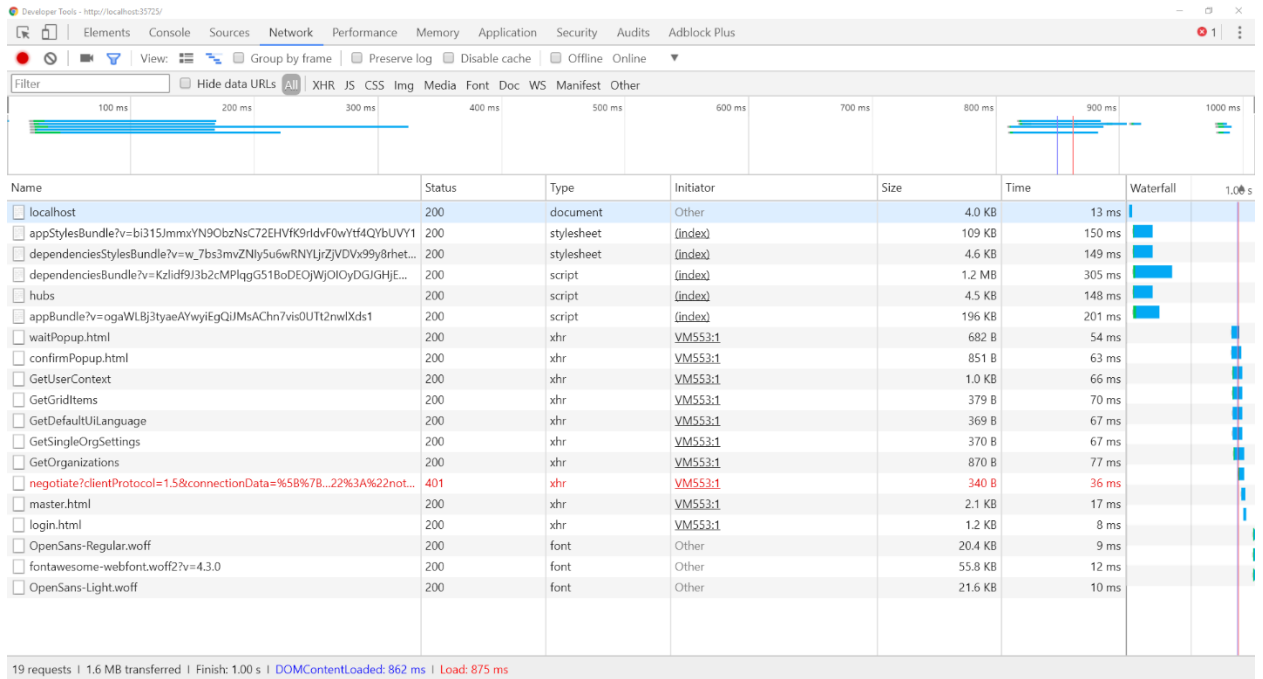 Developer Tools - http://localhost:35725/
Elements Console Sources Network Performance Memory Application Security Audits Adblock Plus 1
View: Group by frame Preserve log Disable cache Offline Online
Filter Hide data URLs All XHR JS CSS Img Media Font Doc WS Manifest Other
100 ms 200 ms 300 ms 400 ms 500 ms 600 ms 700 ms 800 ms 900 ms 1000 ms
Name Status Type Initiator Size Time Waterfall 1.00 s
localhost 200 document Other 4.0 KB 13 ms
appStylesBundle?v=bi315JmmxYN9ObzNsC72EHVfK9rIdvF0wYtf4QYbUVY1 200 stylesheet (index) 109 KB 150 ms
dependenciesStylesBundle?v=w_7bs3mvZNIy5u6wRNYLjrZjVDVx99y8rhet... 200 stylesheet (index) 4.6 KB 149 ms
dependenciesBundle?v=Kzlidf9J3b2cMPlqgG51BoDEOjWjOIOyDGJGHjE... 200 script (index) 1.2 MB 305 ms
hubs 200 script (index) 4.5 KB 148 ms
appBundle?v=ogaWLBj3tyaeAYwyiEgQiJMsAChn7vis0UTt2nwlXds1 200 script (index) 196 KB 201 ms
waitPopup.html 200 xhr VM553:1 682 B 54 ms
confirmPopup.html 200 xhr VM553:1 851 B 63 ms
GetUserContext 200 xhr VM553:1 1.0 KB 66 ms
GetGridItems 200 xhr VM553:1 379 B 70 ms
GetDefaultUiLanguage 200 xhr VM553:1 369 B 67 ms
GetSingleOrgSettings 200 xhr VM553:1 370 B 67 ms
GetOrganizations 200 xhr VM553:1 870 B 77 ms
negotiate?clientProtocol=1.5&connectionData=%5B%7B...22%3A%22not... 401 xhr VM553:1 340 B 36 ms
master.html 200 xhr VM553:1 2.1 KB 17 ms
login.html 200 xhr VM553:1 1.2 KB 8 ms
OpenSans-Regular.woff 200 font Other 20.4 KB 9 ms
fontawesome-webfont.woff2?v=4.3.0 200 font Other 55.8 KB 12 ms
OpenSans-Light.woff 200 font Other 21.6 KB 10 ms
19 requests | 1.6 MB transferred | Finish: 1.00 s | DOMContentLoaded: 862 ms | Load: 875 ms